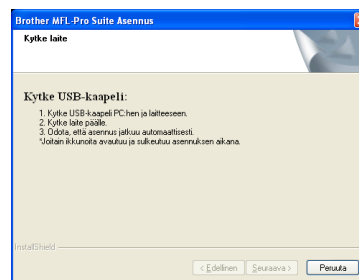 Brother MFL-Pro Suite Asennus
Kytke laite
Kytke USB-kaapeli:
1. Kytke USB-kaapeli PC:hen ja laitteeseen.
2. Kytke laite päälle.
3. Odota, että asennus jatkuu automaattisesti.
*Joitain ikkunoita avautuu ja sulkeutuu asennuksen aikana.
InstallShield
< Edellinen Seuraava > Peruuta